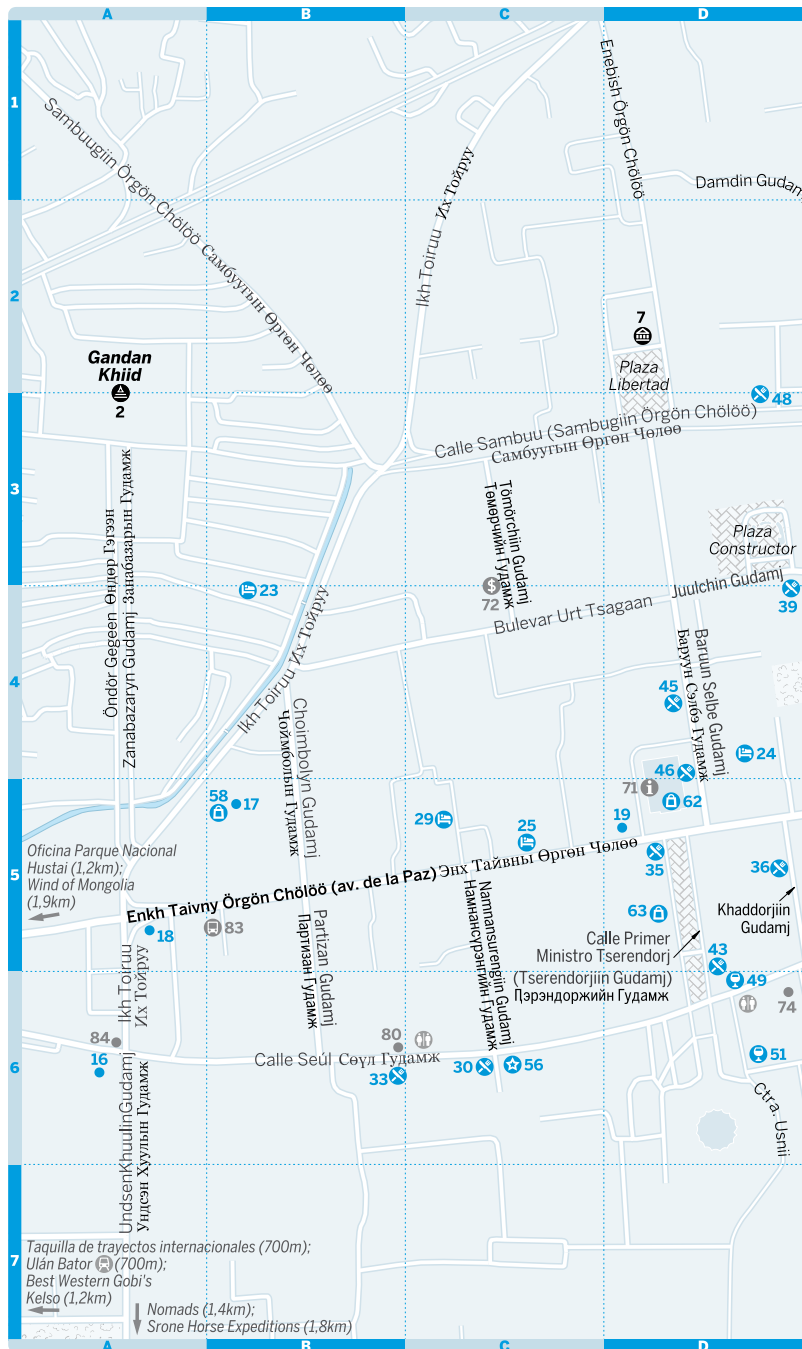 A
B
C
D
1
Enebish Örgön Chölöö
Sambuugiin Örgön Chölöö Самбуугын Өргөн Чөлөө
Ikh Toiruu Их Тойруу
Damdin Gudam
2
7
Plaza
Libertad
Gandan
Khiid
2
48
Calle Sambuu (Sambugiin Örgön Chölöö)
Самбуугын Өргөн Чөлөө
3
Öndör Gegeen Өндөр Гэгээн
Zanabazaryn Gudamj Занабазарын Гудамж
Tömörchiin Gudamj
Төмөрчийн Гудамж
Plaza
Constructor
23
$
72
Juulchin Gudamj
39
Bulevar Urt Tsagaan
4
Ikh Toiruu Их Тойруу
Choimbolyn Gudamj
Чоймболын Гудамж
Baruun Selbe Gudamj
Баруун Сэлбэ Гудамж
45
24
46
71
58
17
62
29
25
19
5
Oficina Parque Nacional
Hustai (1,2km);
Wind of Mongolia
(1,9km)
Enkh Taivny Örgön Chölöö (av. de la Paz) Энх Тайвны Өргөн Чөлөө
35
36
18
83
63
Khaddorjiin
Gudamj
Calle Primer
Ministro Tserendorj
(Tserendorjiin Gudamj)
Цэрэндоржийн Гудамж
43
49
74
Ikh Toiruu
Их Тойруу
Partizan Gudamj
Партизан Гудамж
Namnansurengiin Gudamj
Намнансүрэнгийн Гудамж
6
84
16
80
Calle Seúl Сөүл Гудамж
33
30
56
51
Ctra. Usnii
UndsenKhuulinGudamj
Ундсэн Хуулын Гудамж
7
Taquilla de trayectos internacionales (700m);
Ulán Bator (700m);
Best Western Gobi's
Kelso (1,2km)
Nomads (1,4km);
Srone Horse Expeditions (1,8km)
A
B
C
D